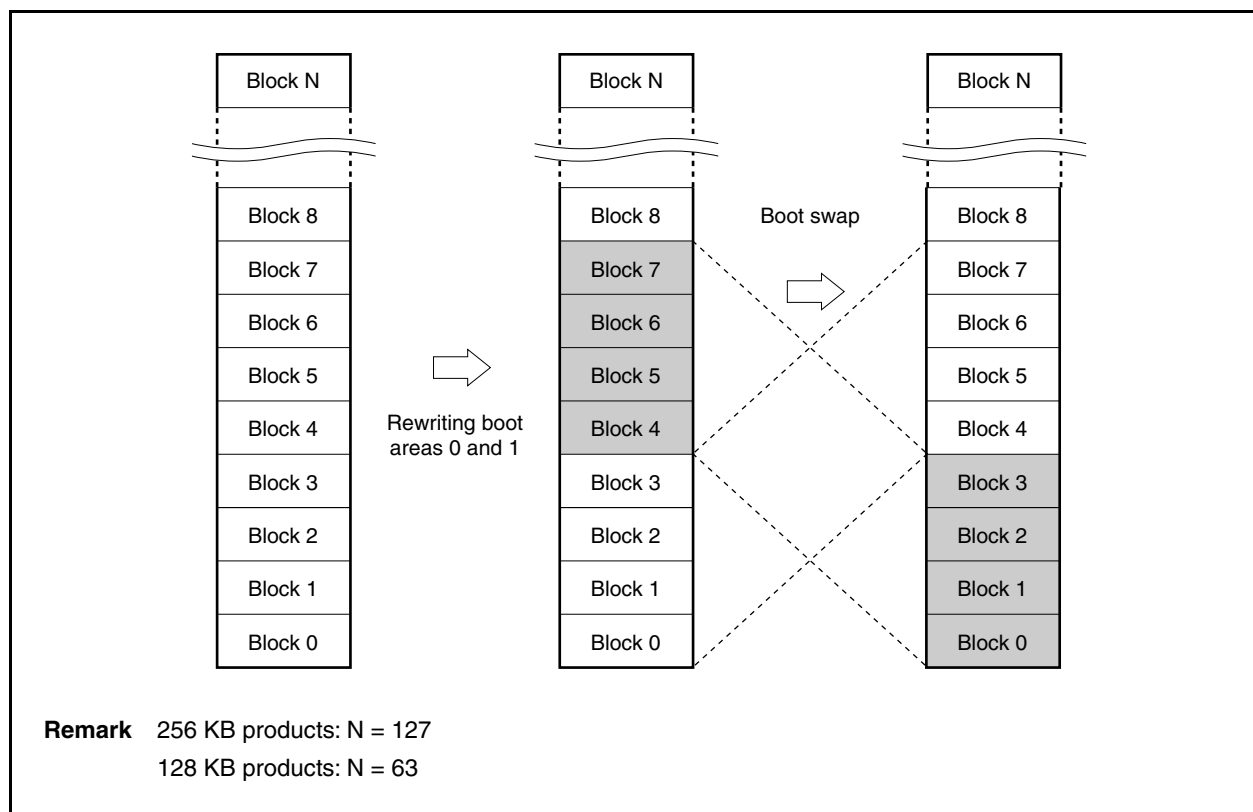 Block N
Block 8
Block 7
Block 6
Block 5
Block 4
Block 3
Block 2
Block 1
Block 0
Rewriting boot
areas 0 and 1
Block N
Block 8
Block 7
Block 6
Block 5
Block 4
Block 3
Block 2
Block 1
Block 0
Boot swap
Block N
Block 8
Block 7
Block 6
Block 5
Block 4
Block 3
Block 2
Block 1
Block 0
Remark 256 KB products: N = 127
128 KB products: N = 63